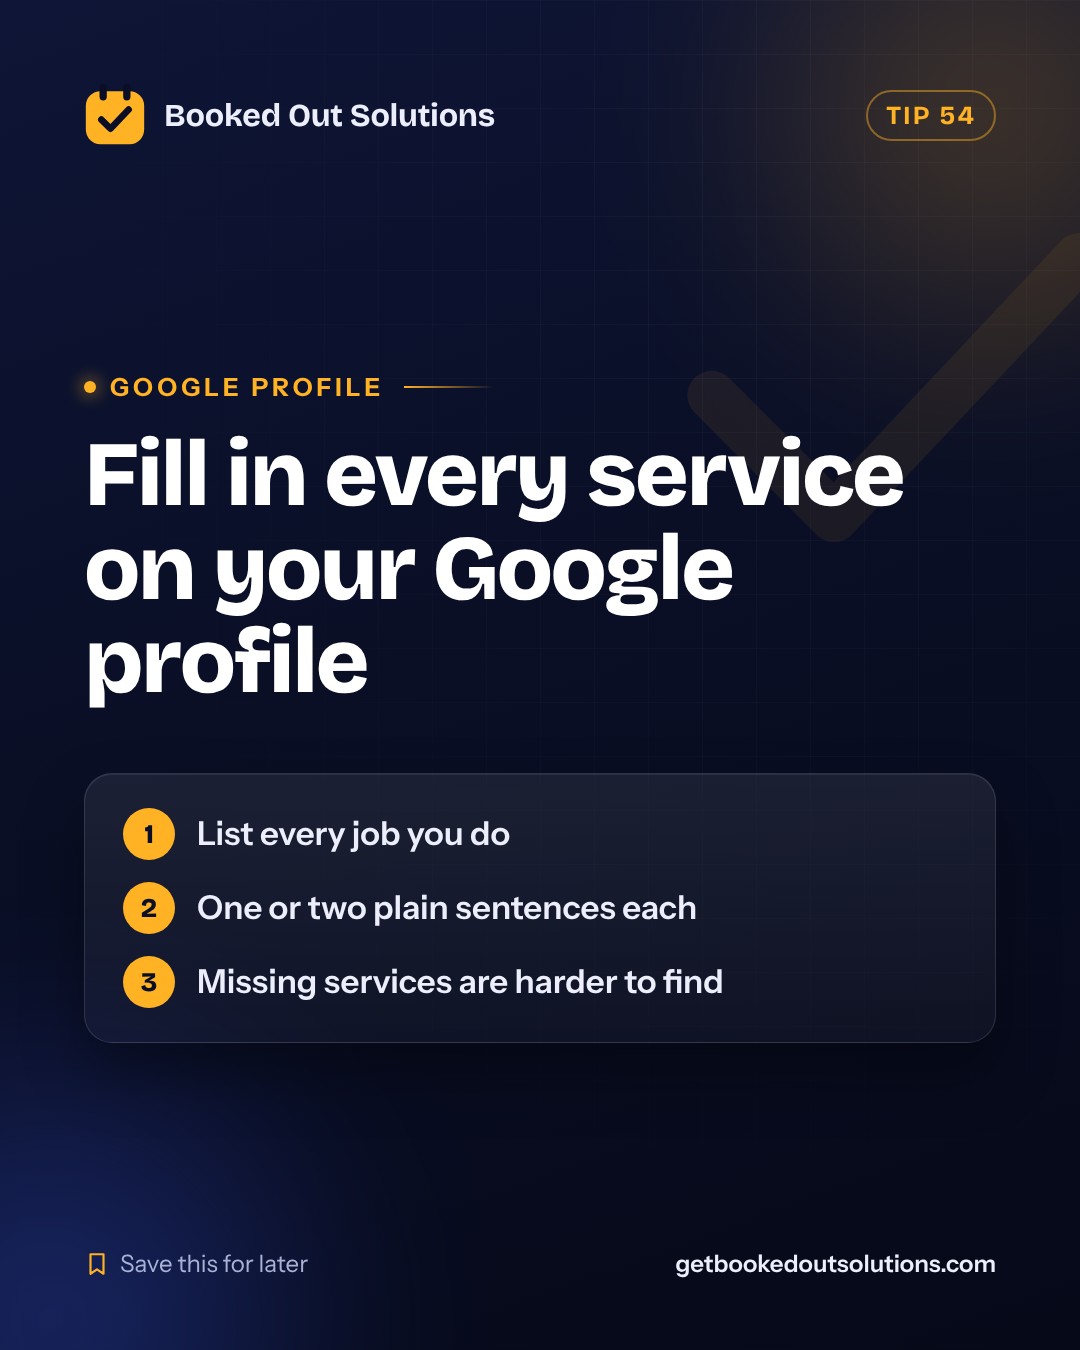 Booked Out Solutions
TIP 54
GOOGLE PROFILE
Fill in every service
on your Google
profile
1 List every job you do
2 One or two plain sentences each
3 Missing services are harder to find
Save this for later
getbookedoutsolutions.com